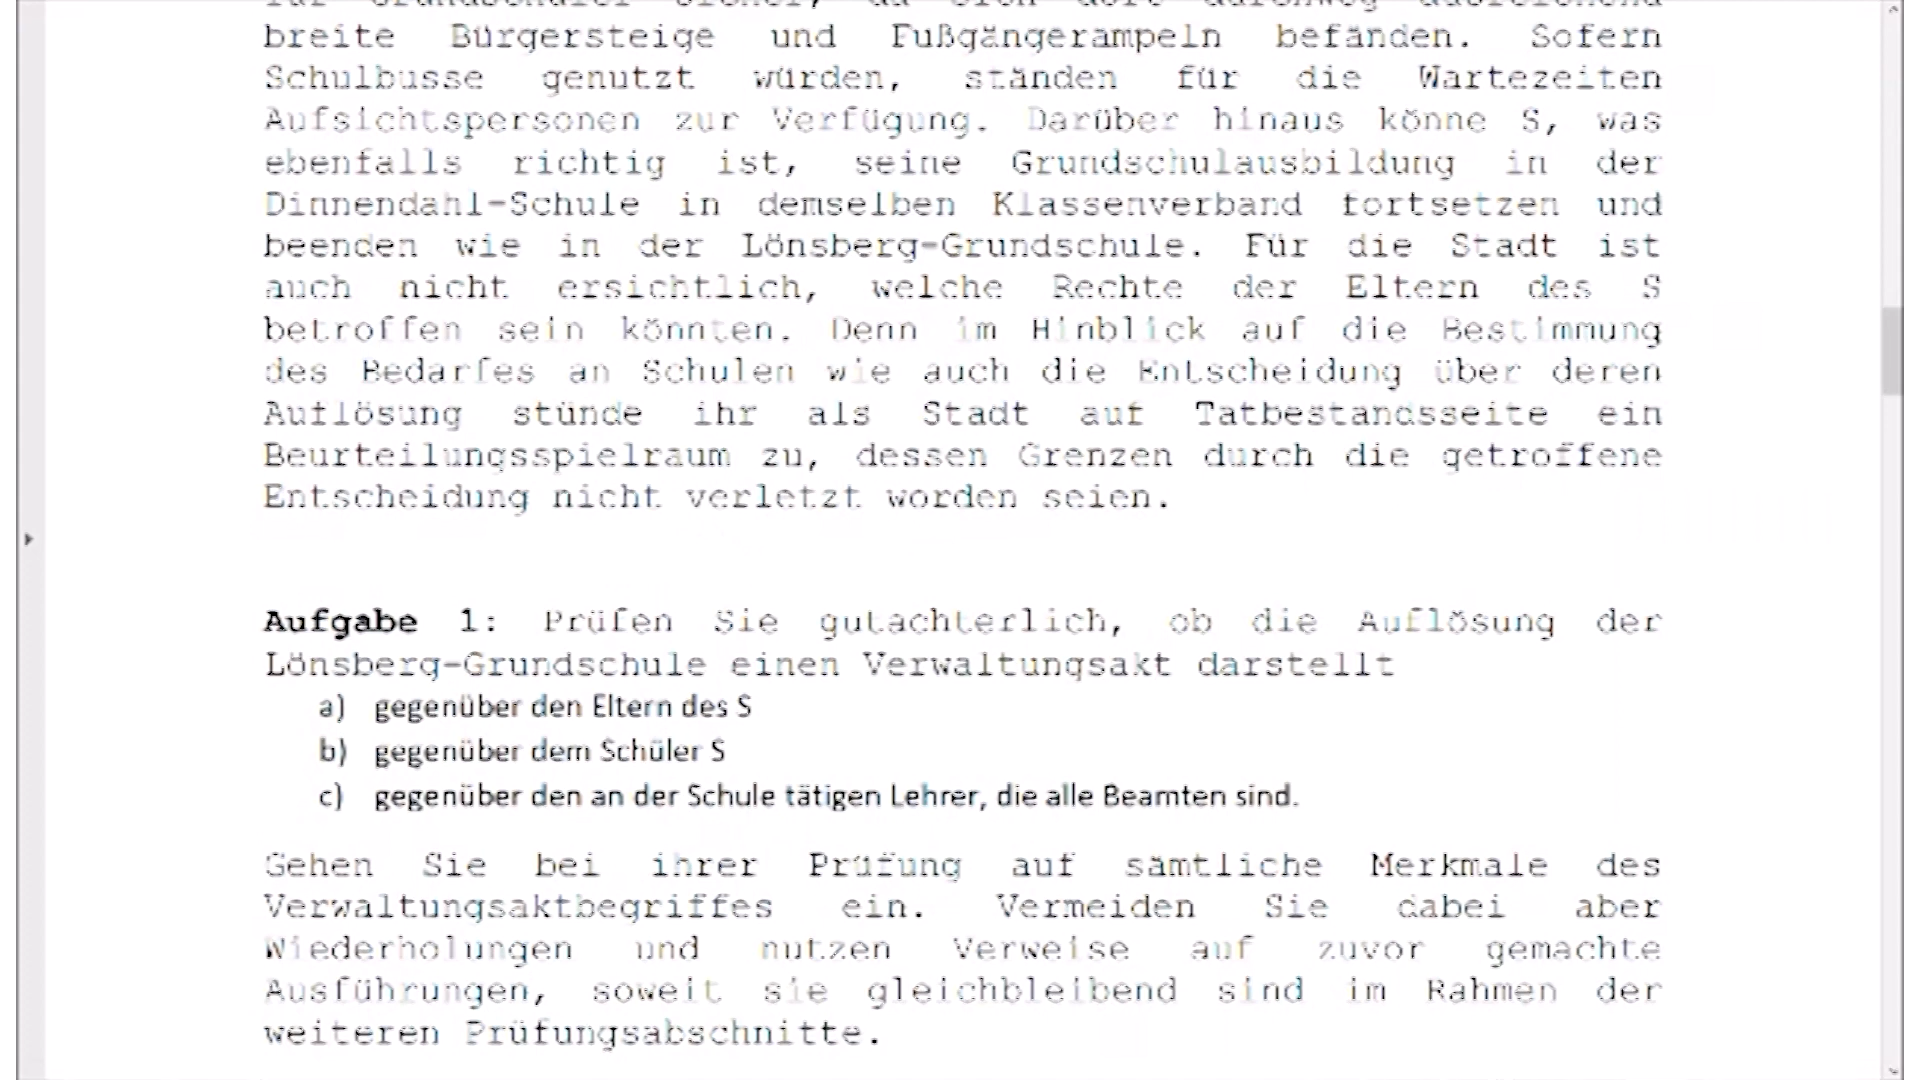 breite Bürgersteige und Fußgängerampeln befänden. Sofern
Schulbusse genutzt würden, ständen für die Wartezeiten
Aufsichtspersonen zur Verfügung. Darüber hinaus könne S, was
ebenfalls richtig ist, seine Grundschulausbildung in der
Dinnendahl-Schule in demselben Klassenverband fortsetzen und
beenden wie in der Lönsberg-Grundschule. Für die Stadt ist
auch nicht ersichtlich, welche Rechte der Eltern des S
betroffen sein könnten. Denn im Hinblick auf die Bestimmung
des Bedarfes an Schulen wie auch die Entscheidung über deren
Auflösung stünde ihr als Stadt auf Tatbestandsseite ein
Beurteilungsspielraum zu, dessen Grenzen durch die getroffene
Entscheidung nicht verletzt worden seien.
Aufgabe 1: Prüfen Sie gutachterlich, ob die Auflösung der
Lönsberg-Grundschule einen Verwaltungsakt darstellt
a) gegenüber den Eltern des S
b) gegenüber dem Schüler S
c) gegenüber den an der Schule tätigen Lehrer, die alle Beamten sind.
Gehen Sie bei ihrer Prüfung auf sämtliche Merkmale des
Verwaltungsaktbegriffes ein. Vermeiden Sie dabei aber
Wiederholungen und nutzen Verweise auf zuvor gemachte
Ausführungen, soweit sie gleichbleibend sind im Rahmen der
weiteren Prüfungsabschnitte.